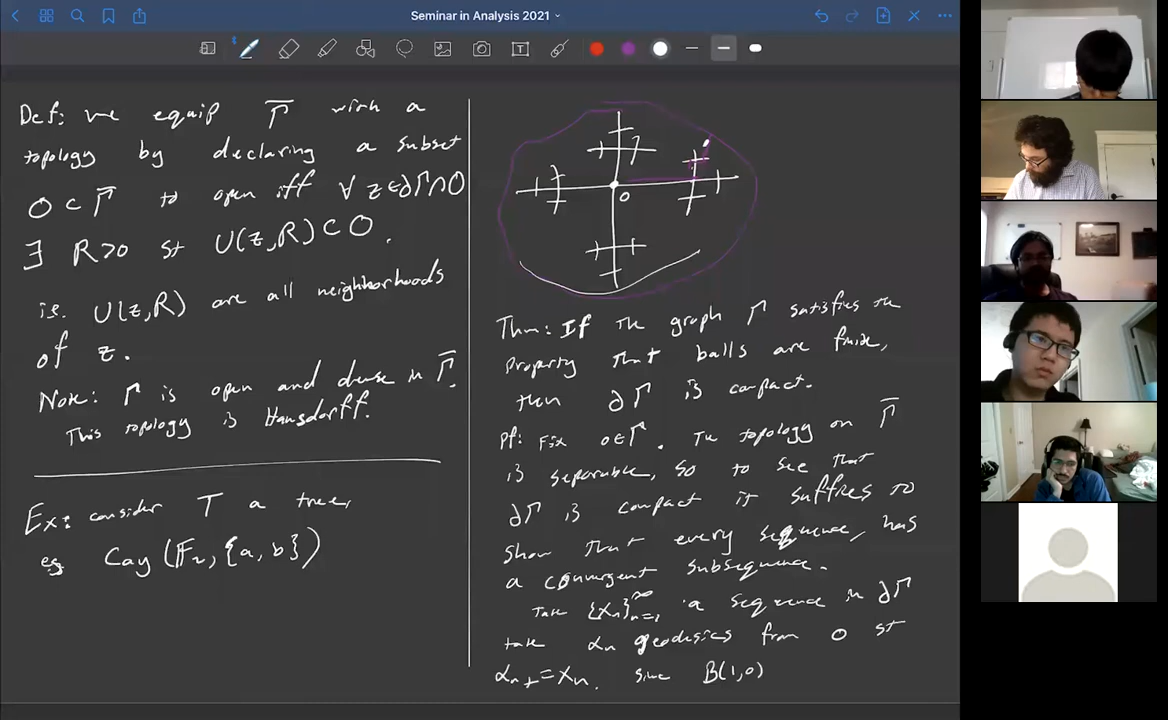 Seminar in Analysis 2021
Def: we equip Γ̅ with a
topology by declaring a subset
O ⊂ Γ̅ to open iff ∀ z ∈ ∂Γ ∩ O
∃ R>0 st U(z,R) ⊂ O.
i.e. U(z,R) are all neighborhoods
of z.
Note: Γ is open and dense in Γ̅.
This topology is Hausdorff.
Ex: consider T a tree,
eg Cay(𝔽₂, {a,b})
o
Thm: If the graph Γ satisfies the
property that balls are finite,
then ∂Γ is compact.
Pf: Fix o∈Γ. The topology on Γ̅
is separable, so to see that
∂Γ is compact it suffices to
show that every sequence, has
a convergent subsequence.
Take {xₙ}ₙ₌₁^∞ a sequence in ∂Γ
take αₙ geodesics from o st
αₙ₊ = xₙ. since B(1,0)